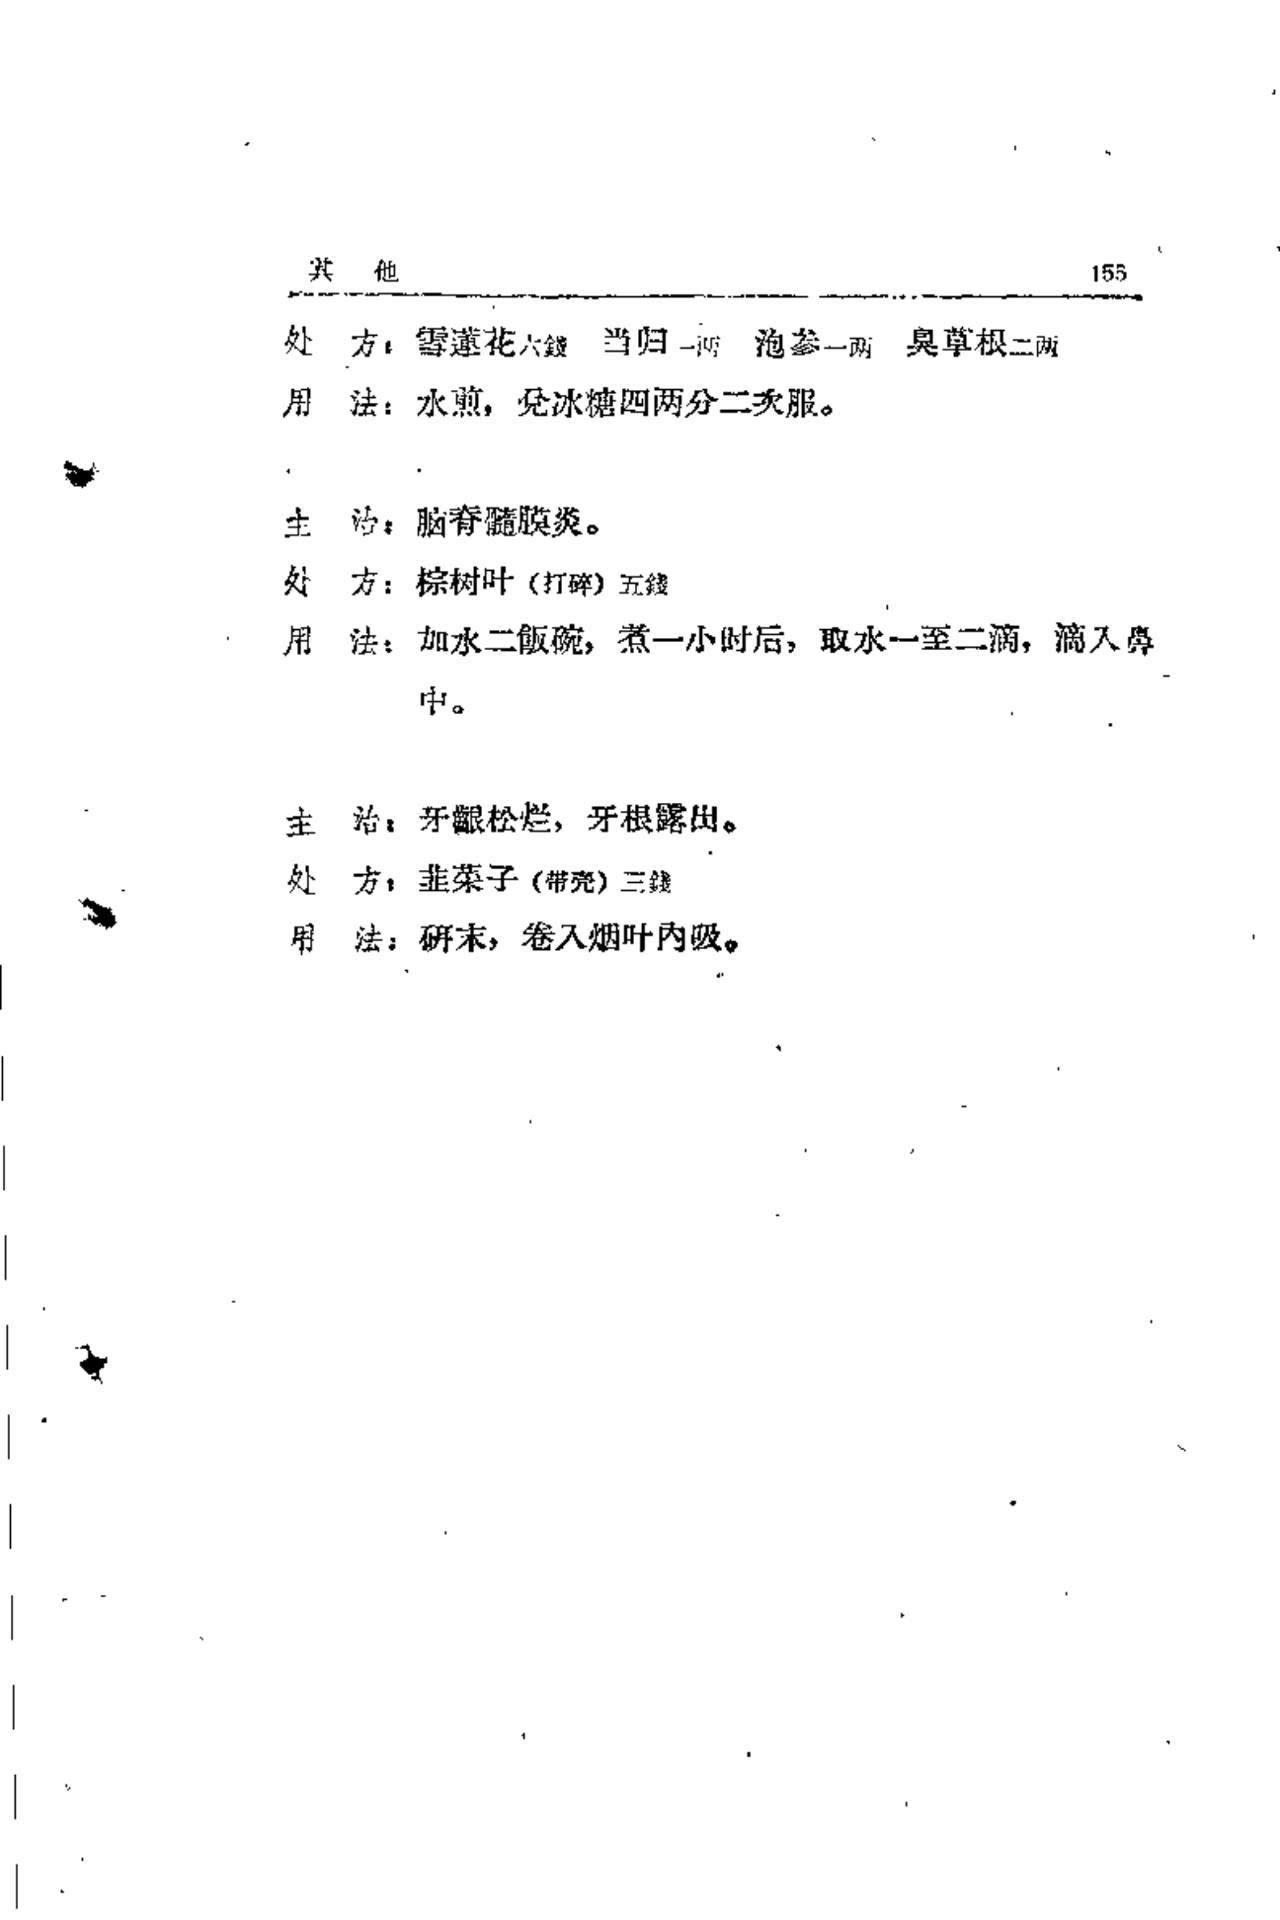 其　他　155
处　方：雪莲花六錢　当归一两　泡参一两　臭草根二两
用　法：水煎，兑冰糖四两分二次服。
主　治：脑脊髓膜炎。
处　方：棕树叶（打碎）五錢
用　法：加水二飯碗，煮一小时后，取水一至二滴，滴入鼻
中。
主　治：牙齦松烂，牙根露出。
处　方：韭菜子（带壳）三錢
用　法：研末，卷入烟叶內吸。